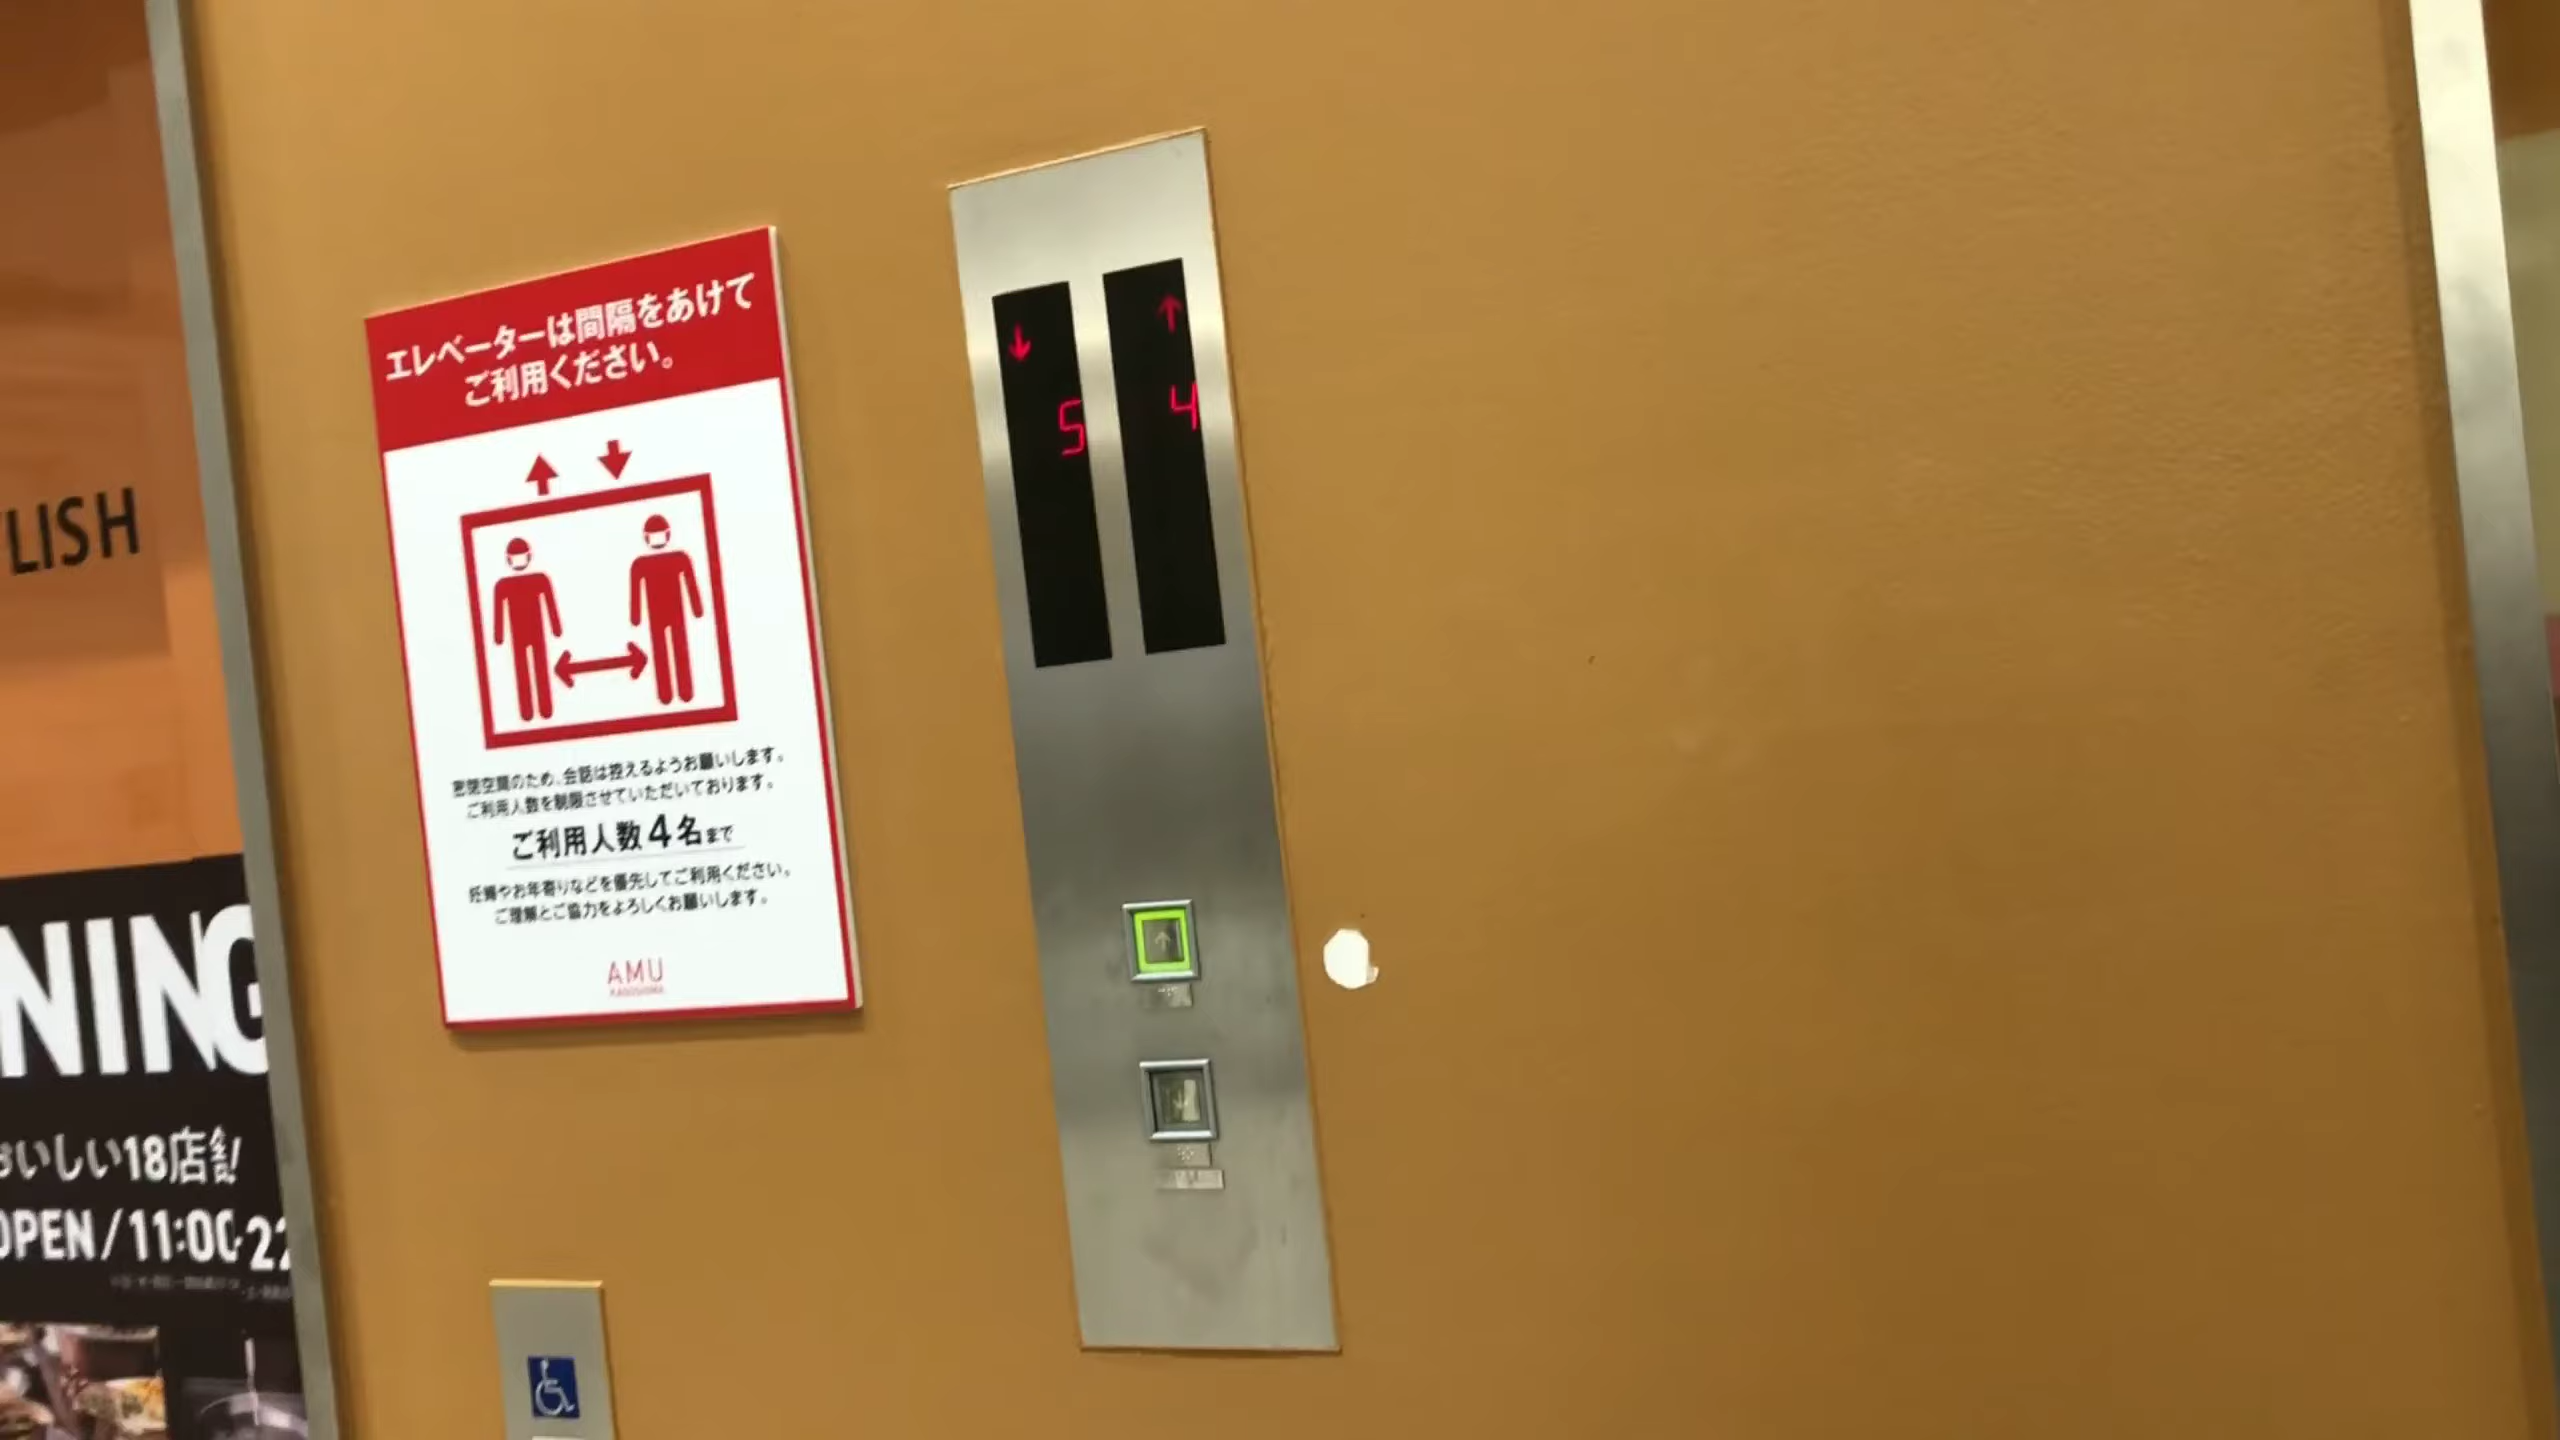 エレベーターは間隔をあけて
ご利用ください。
5
4
密閉空間のため、会話は控えるようお願いします。
ご利用人数を制限させていただいております。
ご利用人数4名まで
妊婦やお年寄りなどを優先してご利用ください。
ご理解とご協力をよろしくお願いします。
AMU
KAGOSHIMA
LISH
NING
おいしい18店舗!
OPEN/11:00-22